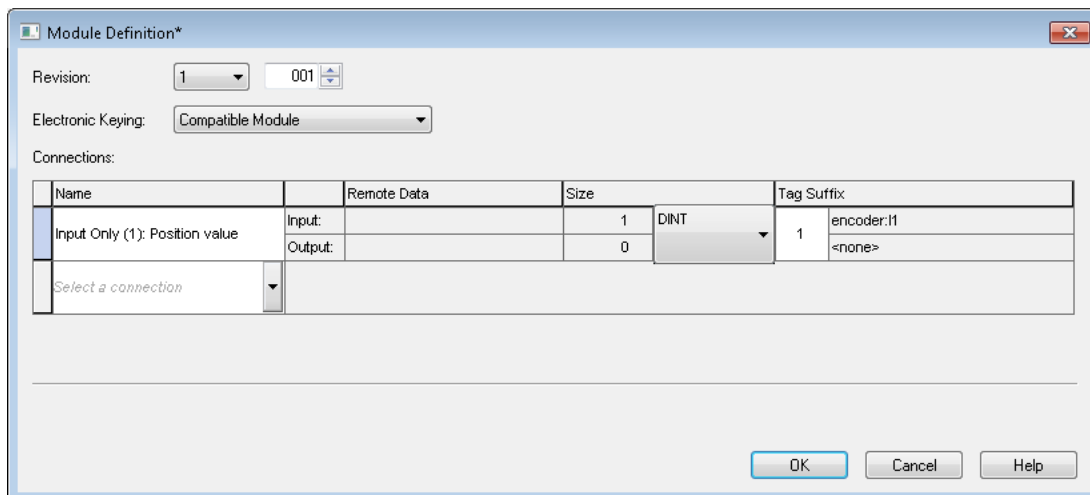 Module Definition*
Revision: 1 001
Electronic Keying: Compatible Module
Connections:
Name Remote Data Size Tag Suffix
Input Only (1): Position value Input: 1 DINT 1 encoder:I1
Output: 0 <none>
Select a connection
OK Cancel Help